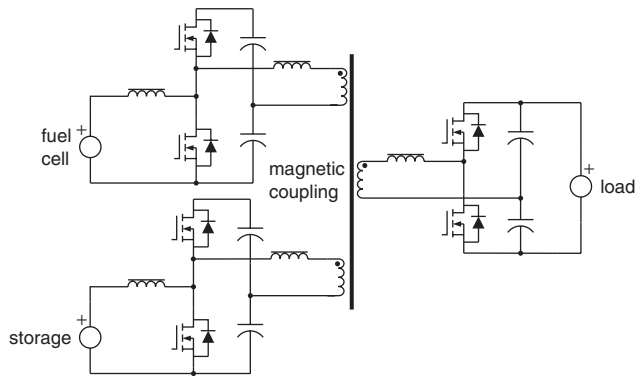 +
fuel
cell
magnetic
coupling
+
load
+
storage